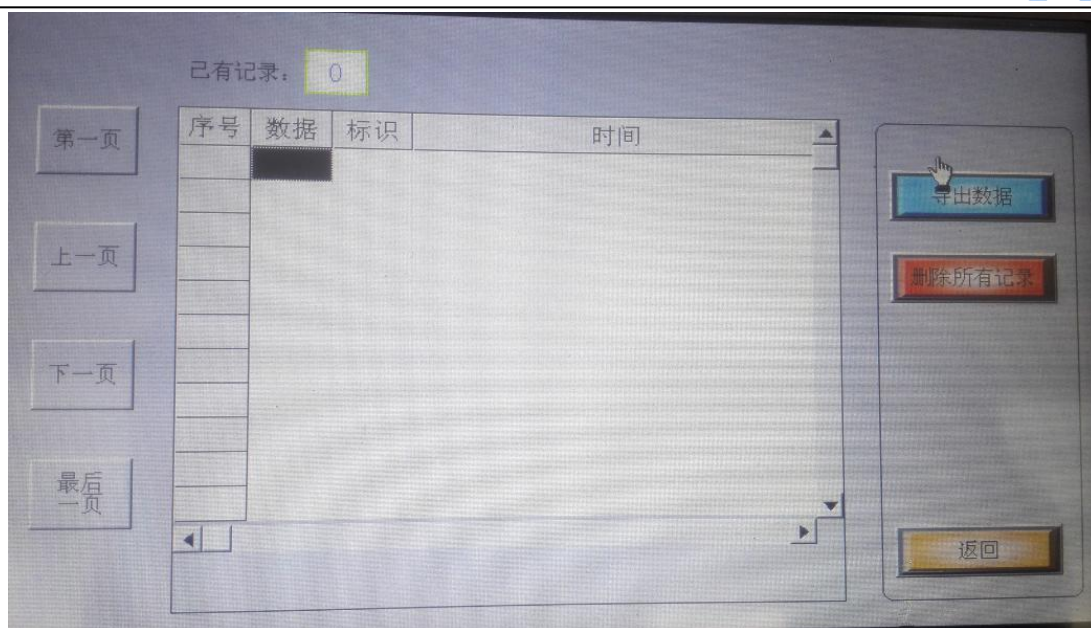 已有记录： 0
序号 数据 标识 时间
第一页
上一页
下一页
最后
一页
导出数据
删除所有记录
返回